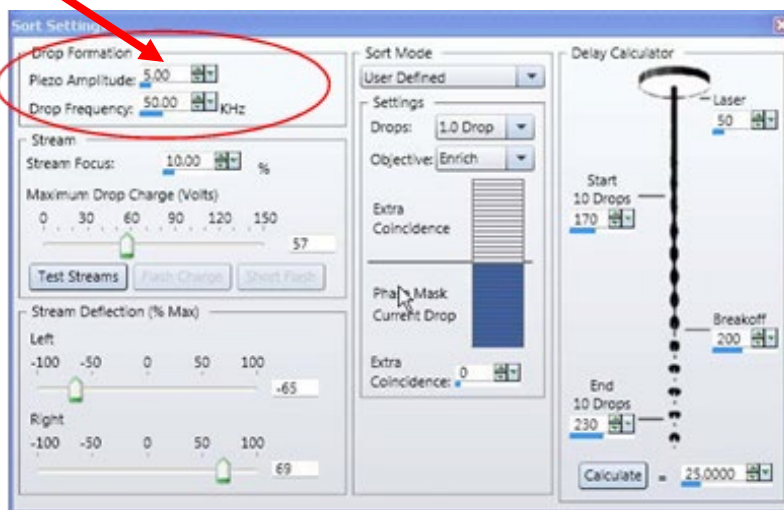 Sort Settings
Drop Formation
Piezo Amplitude: 5.00
Drop Frequency: 50.00 KHz
Stream
Stream Focus: 10.00 %
Maximum Drop Charge (Volts)
0 30 60 90 120 150
57
Test Streams Flash Charge Short Flash
Stream Deflection (% Max)
Left
-100 -50 0 50 100
-65
Right
-100 -50 0 50 100
69
Sort Mode
User Defined
Settings
Drops: 1.0 Drop
Objective: Enrich
Extra
Coincidence
Phase Mask
Current Drop
Extra
Coincidence: 0
Delay Calculator
Laser
50
Start
10 Drops
170
Breakoff
200
End
10 Drops
230
Calculate = 25.0000